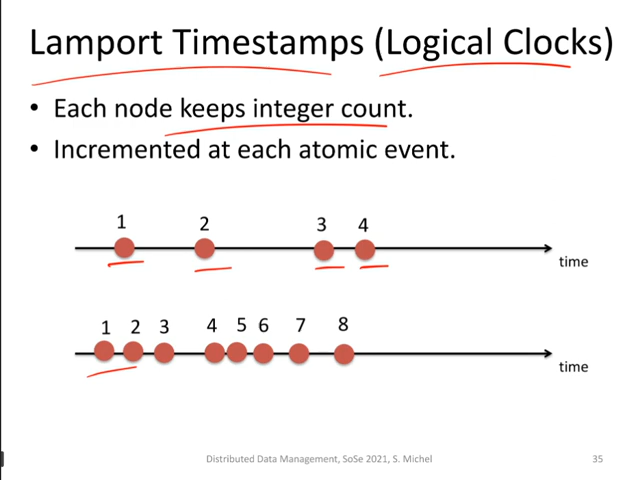 Lamport Timestamps (Logical Clocks)
• Each node keeps integer count.
• Incremented at each atomic event.
1 2 3 4
time
1 2 3 4 5 6 7 8
time
Distributed Data Management, SoSe 2021, S. Michel 35